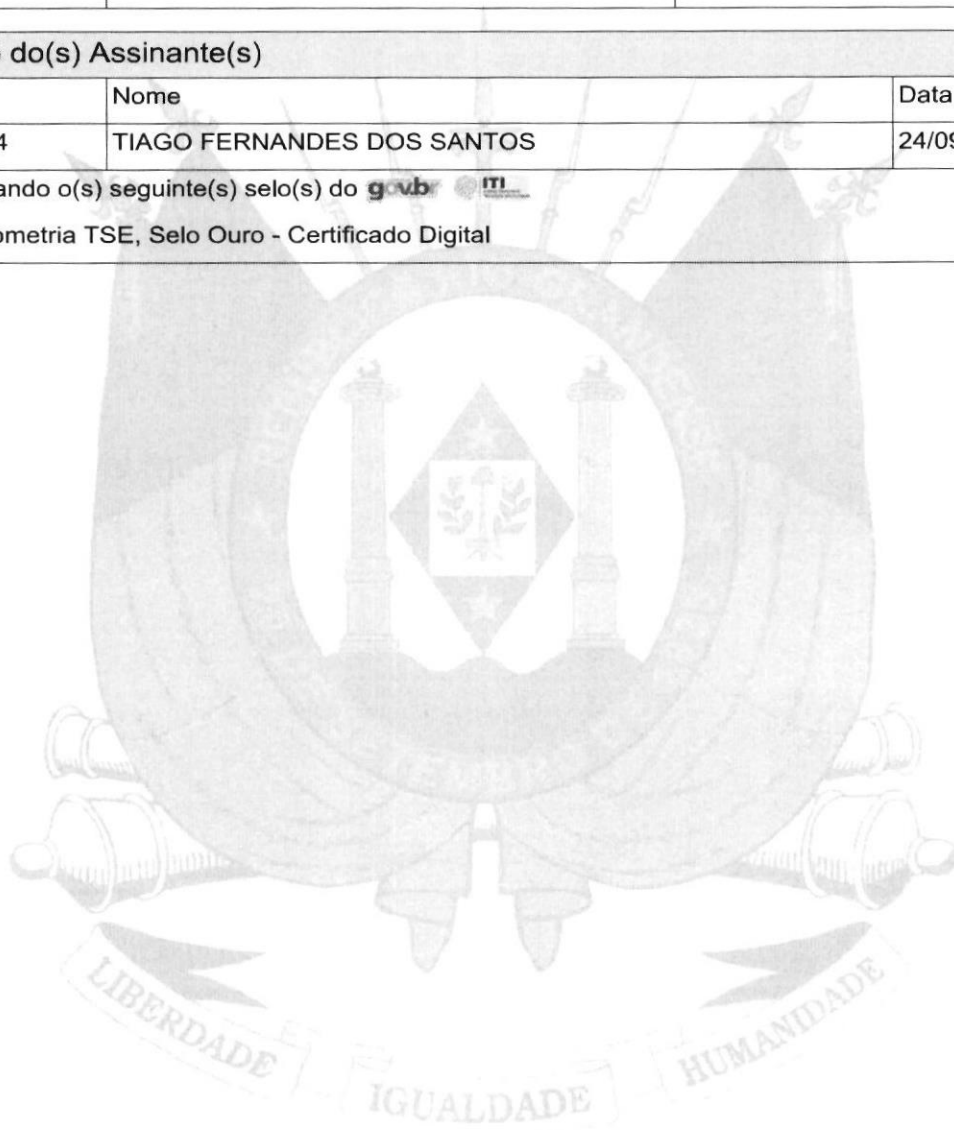 do(s) Assinante(s)
Nome Data
4 TIAGO FERNANDES DOS SANTOS 24/09
ando o(s) seguinte(s) selo(s) do gov.br ITI
ometria TSE, Selo Ouro - Certificado Digital
LIBERDADE
IGUALDADE
HUMANIDADE